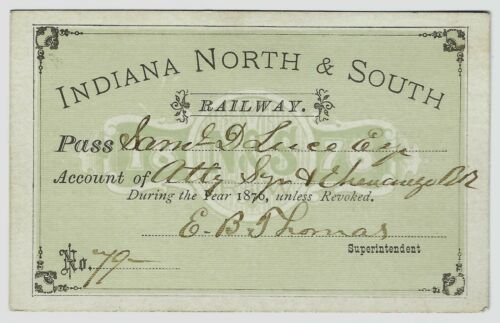 INDIANA NORTH & SOUTH
RAILWAY.
Pass Saml D Luce Esq
Account of Atty Syr & Chenango RR
During the Year 1876, unless Revoked.
E. B Thomas
Superintendent
No. 79